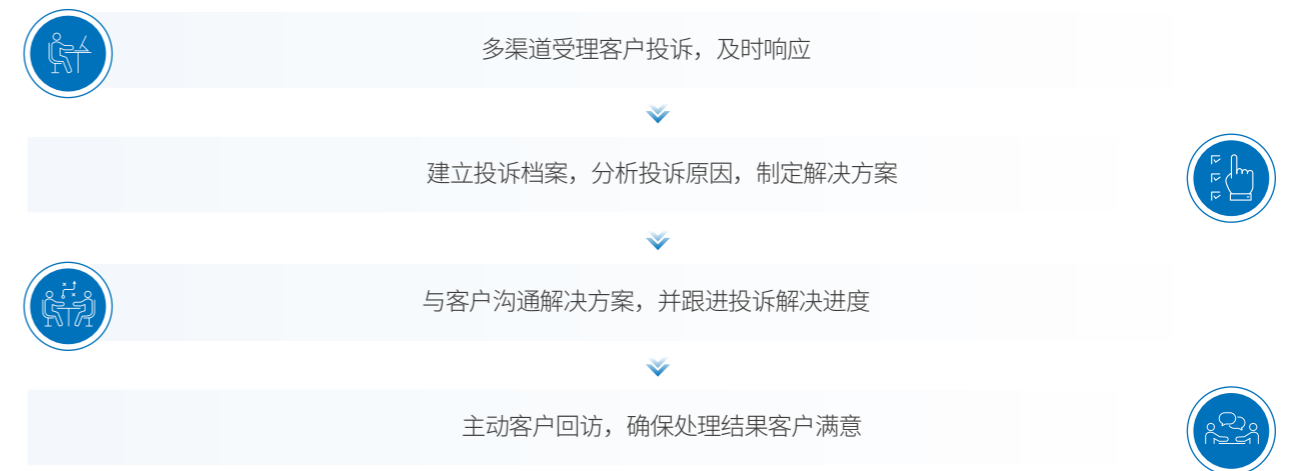 多渠道受理客户投诉，及时响应
建立投诉档案，分析投诉原因，制定解决方案
与客户沟通解决方案，并跟进投诉解决进度
主动客户回访，确保处理结果客户满意